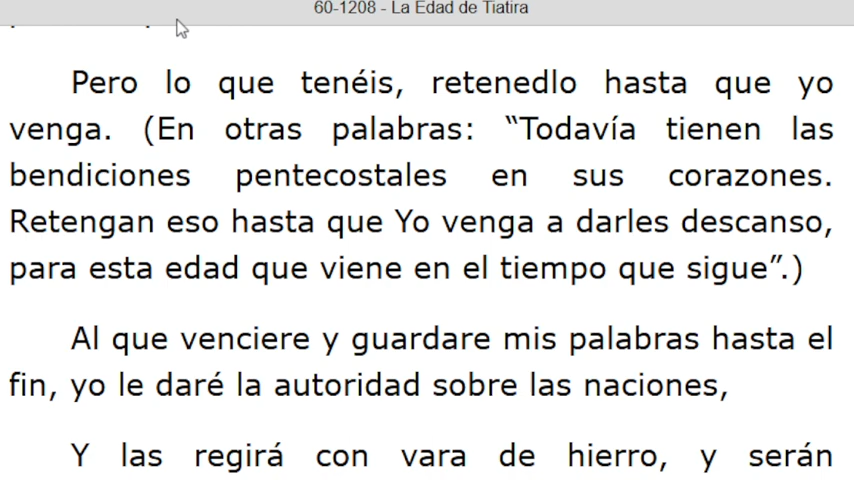 60-1208 - La Edad de Tiatira
Pero lo que tenéis, retenedlo hasta que yo
venga. (En otras palabras: “Todavía tienen las
bendiciones pentecostales en sus corazones.
Retengan eso hasta que Yo venga a darles descanso,
para esta edad que viene en el tiempo que sigue”.)
Al que venciere y guardare mis palabras hasta el
fin, yo le daré la autoridad sobre las naciones,
Y las regirá con vara de hierro, y serán